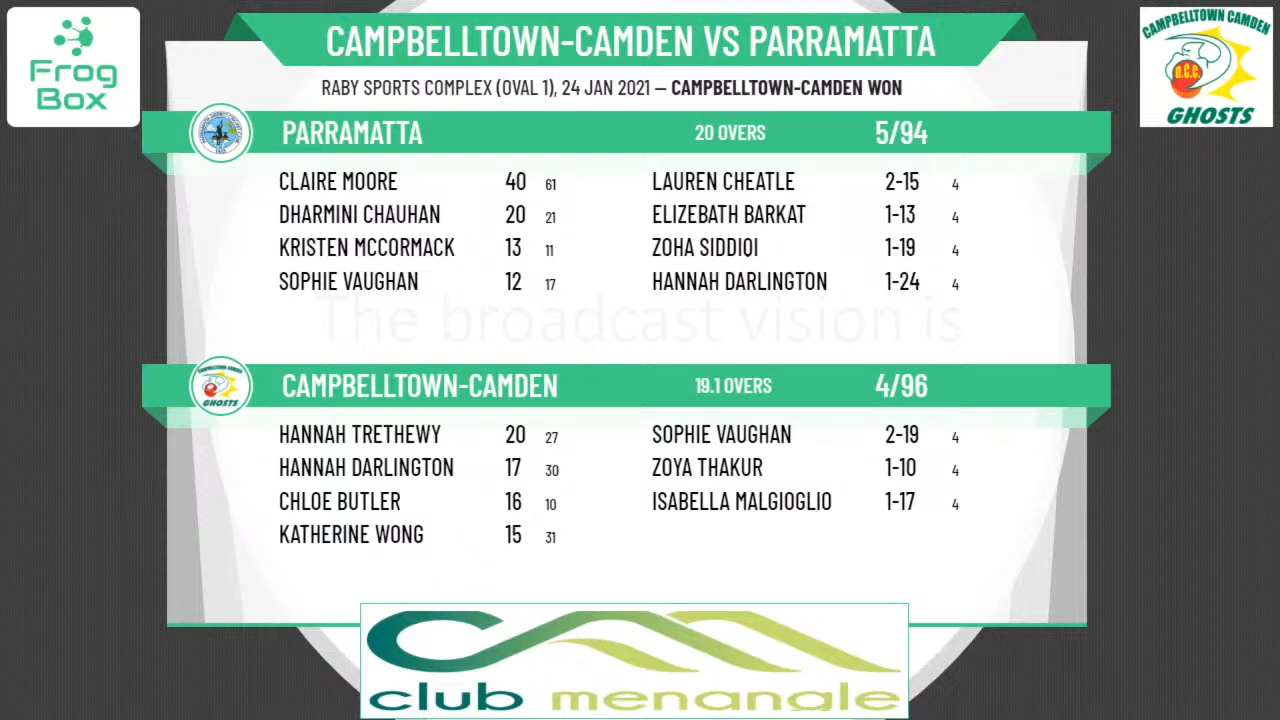 Frog
Box
CAMPBELLTOWN-CAMDEN VS PARRAMATTA
RABY SPORTS COMPLEX (OVAL 1), 24 JAN 2021 – CAMPBELLTOWN-CAMDEN WON
CAMPBELLTOWN CAMDEN
D.C.C.
GHOSTS
PARRAMATTA 20 OVERS 5/94
CLAIRE MOORE 40 61 LAUREN CHEATLE 2-15 4
DHARMINI CHAUHAN 20 21 ELIZEBATH BARKAT 1-13 4
KRISTEN MCCORMACK 13 11 ZOHA SIDDIQI 1-19 4
SOPHIE VAUGHAN 12 17 HANNAH DARLINGTON 1-24 4
The broadcast vision is
CAMPBELLTOWN CAMDEN
GHOSTS
CAMPBELLTOWN-CAMDEN 19.1 OVERS 4/96
HANNAH TRETHEWY 20 27 SOPHIE VAUGHAN 2-19 4
HANNAH DARLINGTON 17 30 ZOYA THAKUR 1-10 4
CHLOE BUTLER 16 10 ISABELLA MALGIOGLIO 1-17 4
KATHERINE WONG 15 31
club menangle